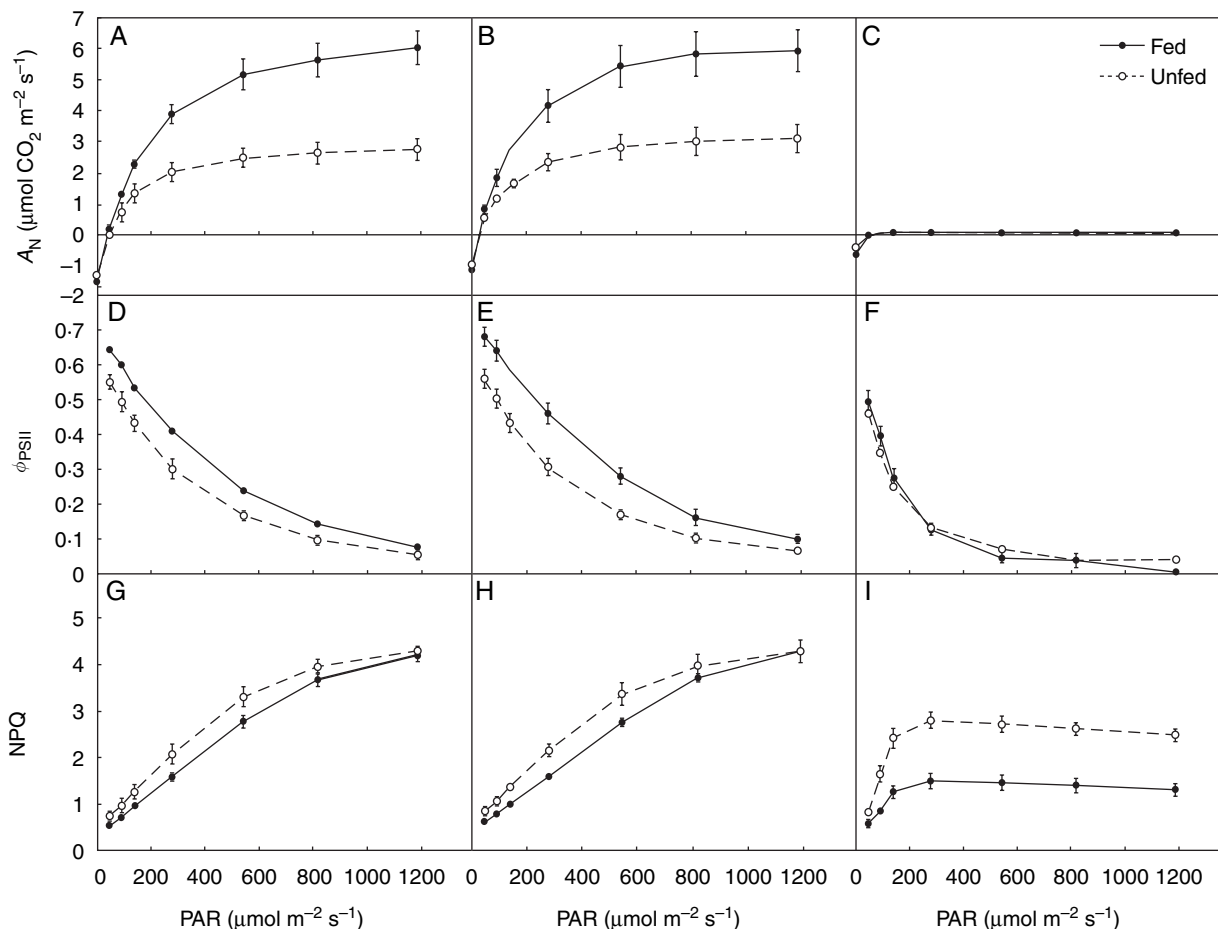 A B C
7
6
5
4
3
2
1
0
−1
−2
A_N (μmol CO₂ m⁻² s⁻¹)
Fed
Unfed
D E F
0·7
0·6
0·5
0·4
0·3
0·2
0·1
0
ϕ_PSII
G H I
5
4
3
2
1
0
NPQ
0 200 400 600 800 1000 1200 0 200 400 600 800 1000 1200 0 200 400 600 800 1000 1200
PAR (μmol m⁻² s⁻¹) PAR (μmol m⁻² s⁻¹) PAR (μmol m⁻² s⁻¹)